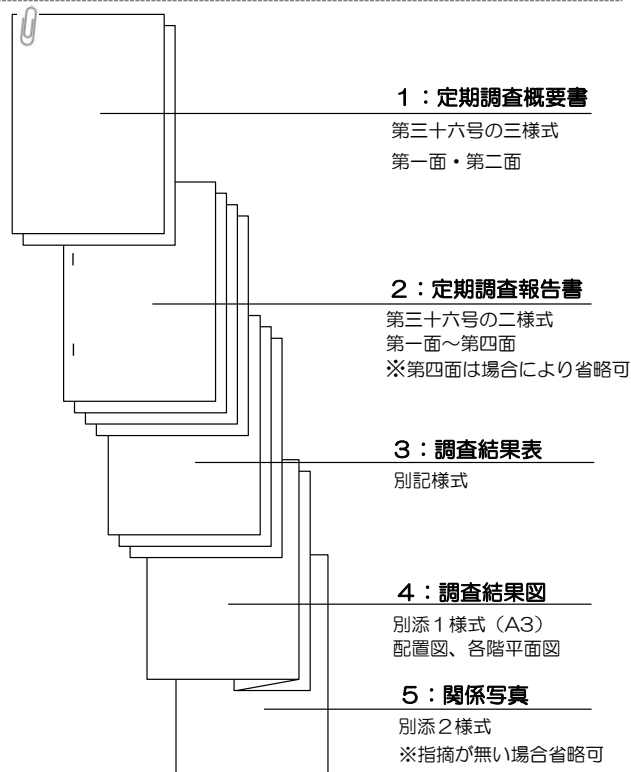 １：定期調査概要書
第三十六号の三様式
第一面・第二面
２：定期調査報告書
第三十六号の二様式
第一面～第四面
※第四面は場合により省略可
３：調査結果表
別記様式
４：調査結果図
別添１様式（A3）
配置図、各階平面図
５：関係写真
別添２様式
※指摘が無い場合省略可